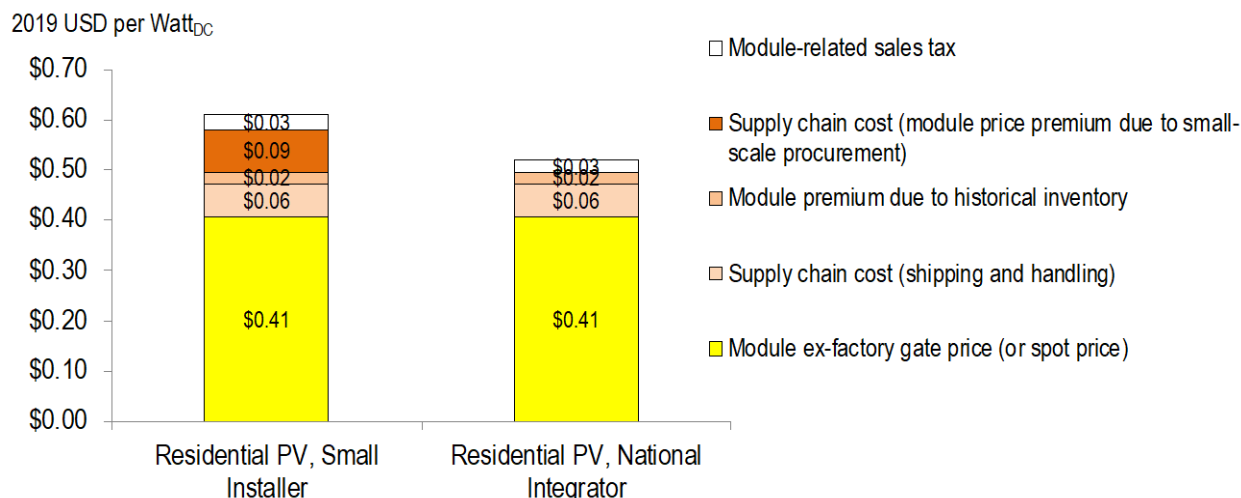 2019 USD per WattDC
$0.70
$0.60
$0.50
$0.40
$0.30
$0.20
$0.10
$0.00
$0.03
$0.09
$0.02
$0.06
$0.41
$0.03
$0.02
$0.06
$0.41
Residential PV, Small
Installer
Residential PV, National
Integrator
Module-related sales tax
Supply chain cost (module price premium due to small-
scale procurement)
Module premium due to historical inventory
Supply chain cost (shipping and handling)
Module ex-factory gate price (or spot price)